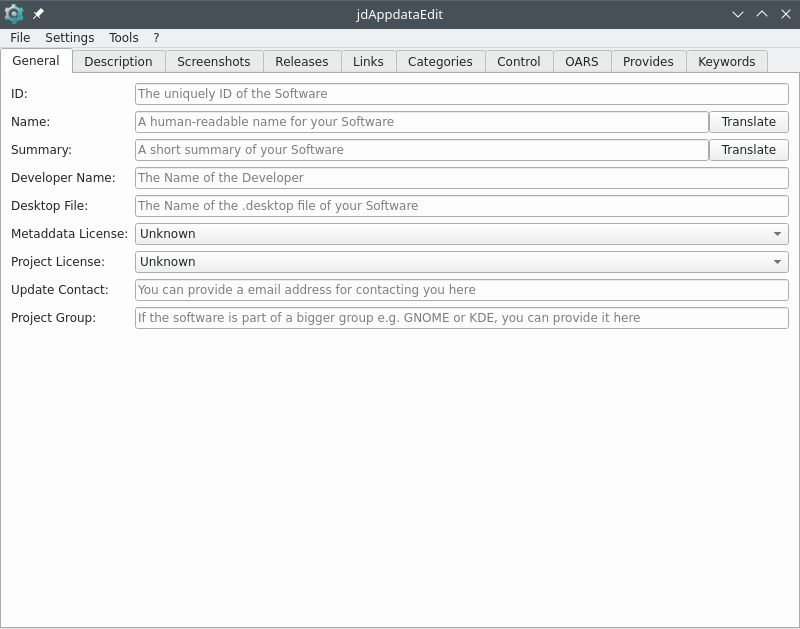 jdAppdataEdit
File Settings Tools ?
General Description Screenshots Releases Links Categories Control OARS Provides Keywords
ID: The uniquely ID of the Software
Name: A human-readable name for your Software Translate
Summary: A short summary of your Software Translate
Developer Name: The Name of the Developer
Desktop File: The Name of the .desktop file of your Software
Metaddata License: Unknown
Project License: Unknown
Update Contact: You can provide a email address for contacting you here
Project Group: If the software is part of a bigger group e.g. GNOME or KDE, you can provide it here